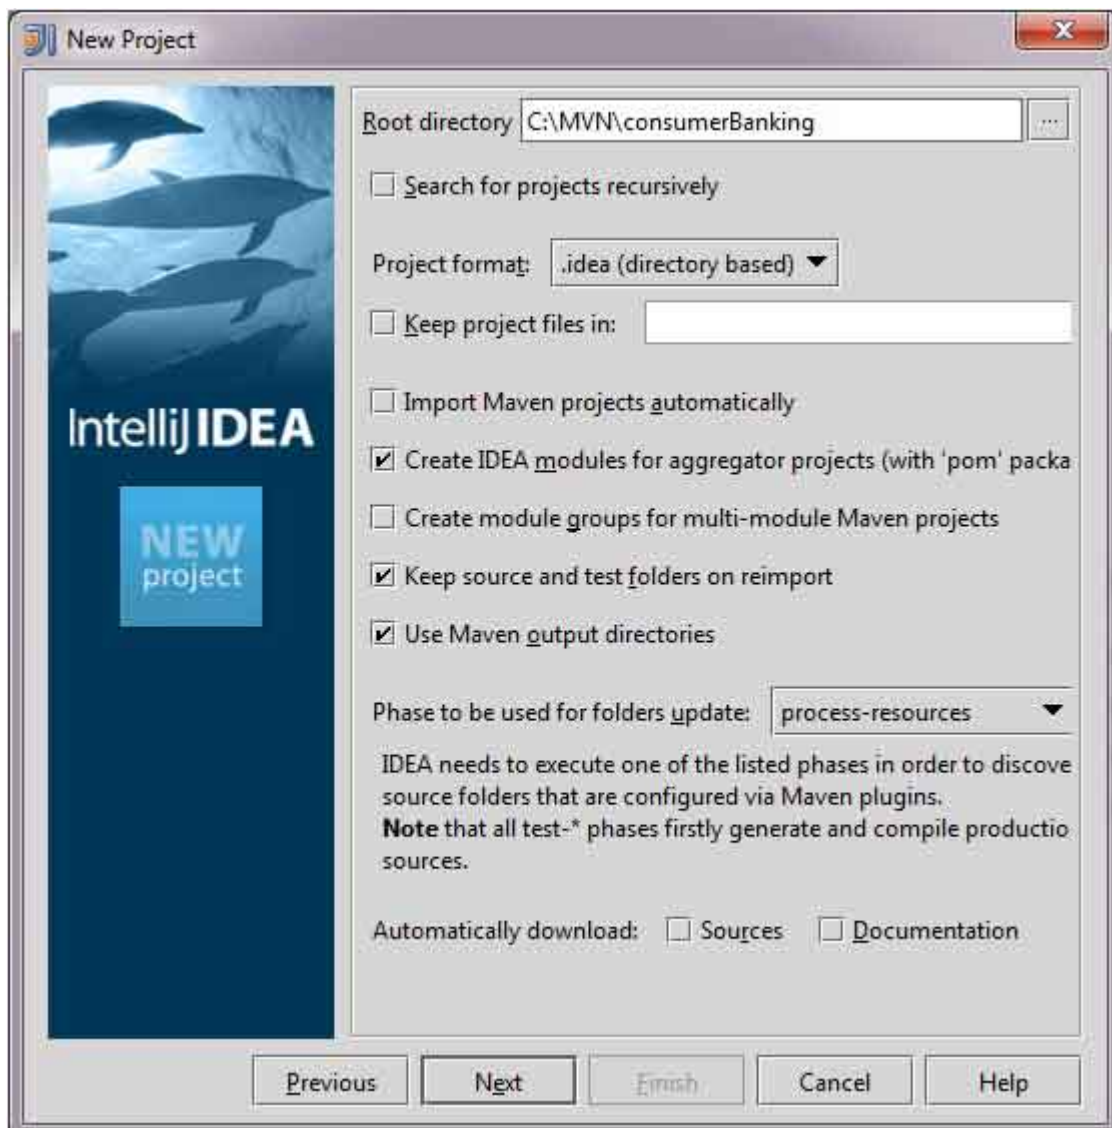 New Project
Root directory C:\MVN\consumerBanking ...
Search for projects recursively
Project format: .idea (directory based)
Keep project files in:
Import Maven projects automatically
IntelliJIDEA
Create IDEA modules for aggregator projects (with 'pom' packa
Create module groups for multi-module Maven projects
NEW
project
Keep source and test folders on reimport
Use Maven output directories
Phase to be used for folders update: process-resources
IDEA needs to execute one of the listed phases in order to discove
source folders that are configured via Maven plugins.
Note that all test-* phases firstly generate and compile productio
sources.
Automatically download: Sources Documentation
Previous Next Finish Cancel Help